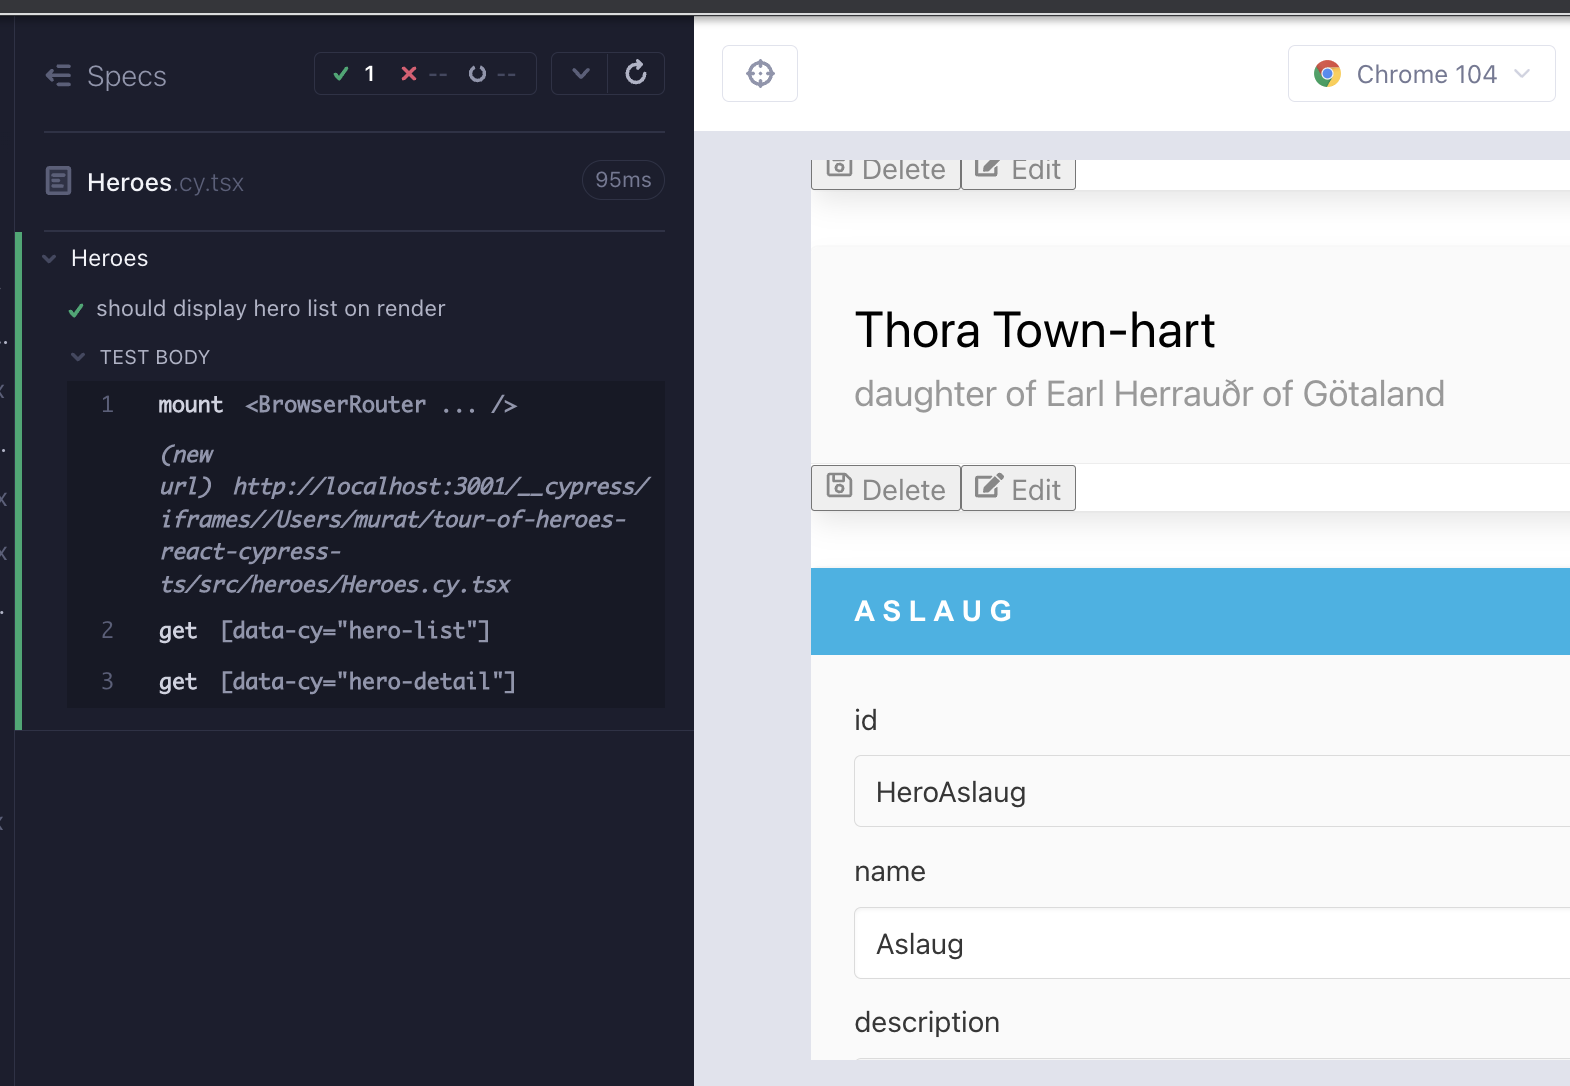 Specs
1 -- --
Chrome 104
Heroes.cy.tsx
95ms
Heroes
should display hero list on render
TEST BODY
1 mount <BrowserRouter ... />
(new
url) http://localhost:3001/__cypress/
iframes//Users/murat/tour-of-heroes-
react-cypress-
ts/src/heroes/Heroes.cy.tsx
2 get [data-cy="hero-list"]
3 get [data-cy="hero-detail"]
Delete Edit
Thora Town-hart
daughter of Earl Herrauðr of Götaland
Delete Edit
ASLAUG
id
HeroAslaug
name
Aslaug
description